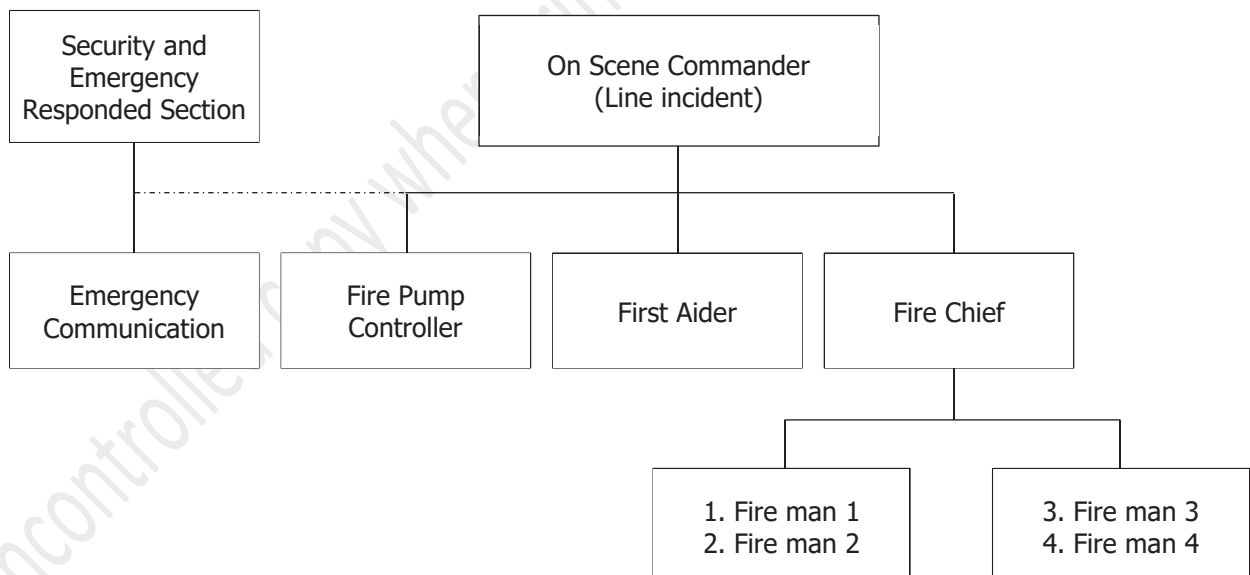 Security and
Emergency
Responded Section
On Scene Commander
(Line incident)
Emergency
Communication
Fire Pump
Controller
First Aider
Fire Chief
1. Fire man 1
2. Fire man 2
3. Fire man 3
4. Fire man 4